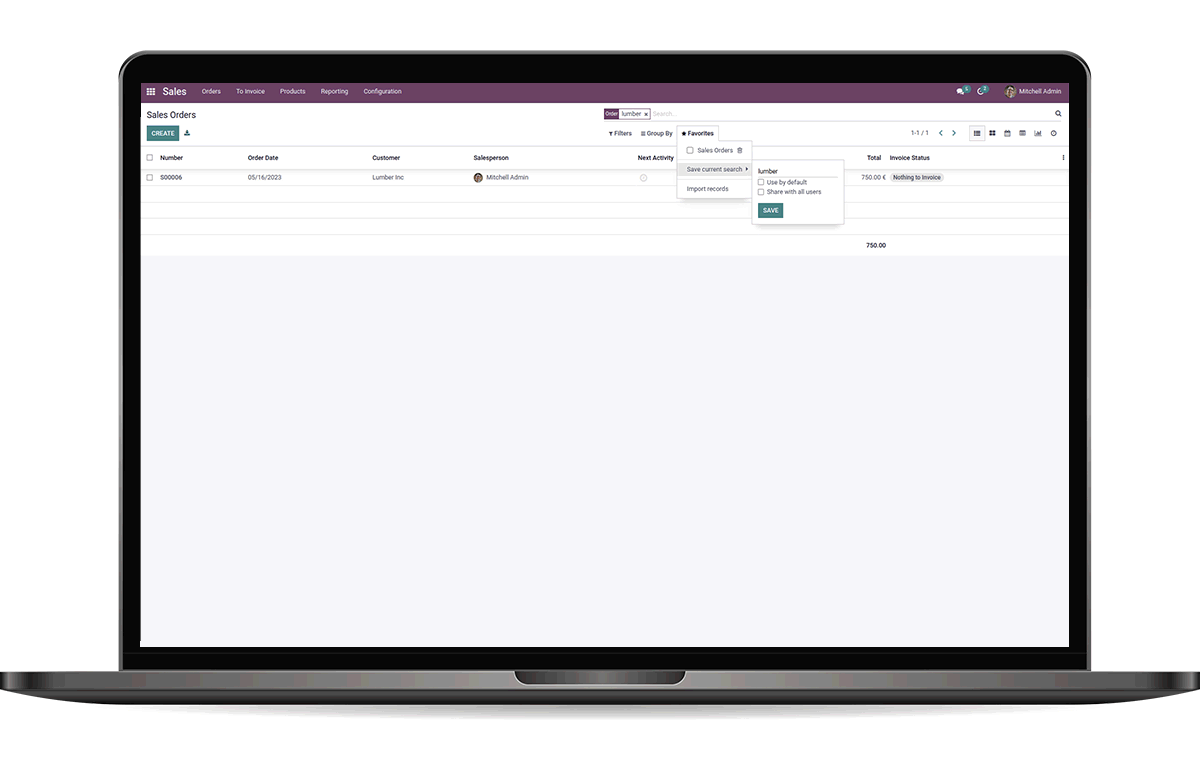 Sales Orders To Invoice Products Reporting Configuration 5 2 Mitchell Admin
Sales Orders Order lumber × Search...
CREATE Filters Group By Favorites 1-1 / 1
Number Order Date Customer Salesperson Next Activity Total Invoice Status
S00006 05/16/2023 Lumber Inc Mitchell Admin 750.00 € Nothing to Invoice
750.00
Sales Orders
Save current search
Import records
lumber
Use by default
Share with all users
SAVE